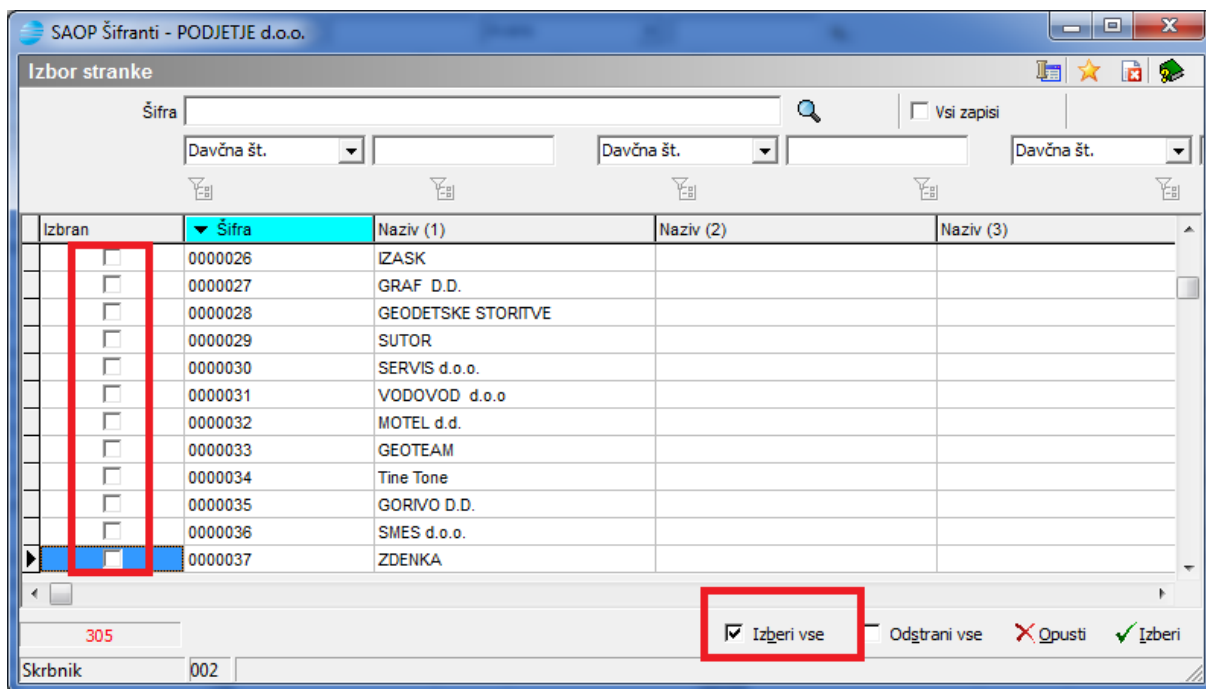 SAOP Šifranti - PODJETJE d.o.o.
Izbor stranke
Šifra Vsi zapisi
Davčna št. Davčna št. Davčna št.
Izbran Šifra Naziv (1) Naziv (2) Naziv (3)
0000026 IZASK
0000027 GRAF D.D.
0000028 GEODETSKE STORITVE
0000029 SUTOR
0000030 SERVIS d.o.o.
0000031 VODOVOD d.o.o
0000032 MOTEL d.d.
0000033 GEOTEAM
0000034 Tine Tone
0000035 GORIVO D.D.
0000036 SMES d.o.o.
0000037 ZDENKA
305 Izberi vse Odstrani vse Opusti Izberi
Skrbnik 002